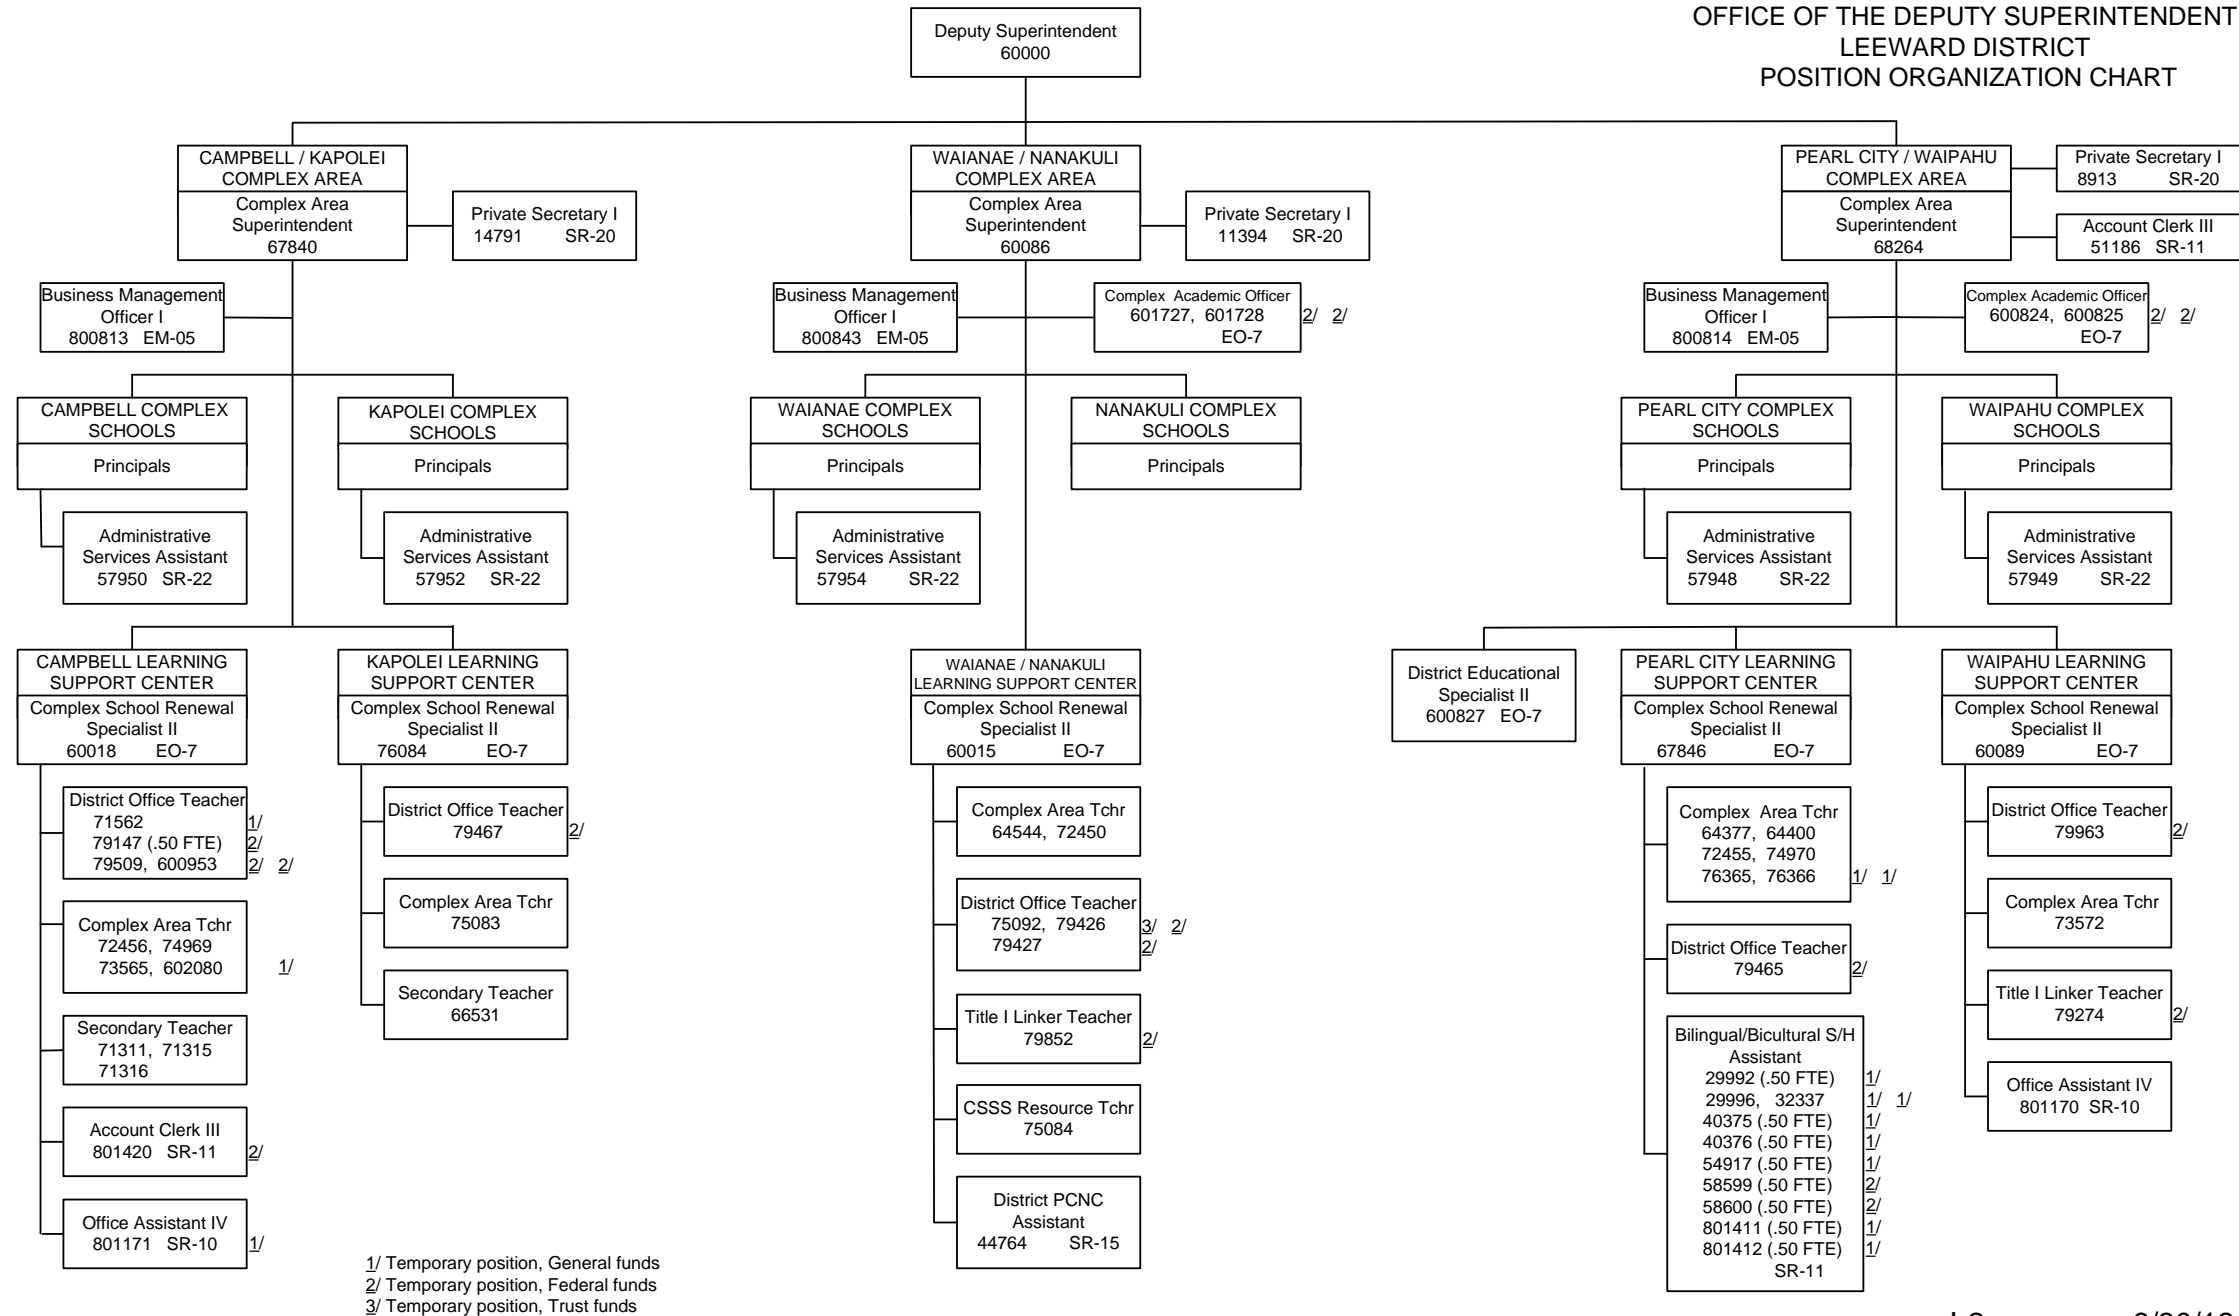 OFFICE OF THE DEPUTY SUPERINTENDENT
LEEWARD DISTRICT
POSITION ORGANIZATION CHART
Deputy Superintendent
60000
CAMPBELL / KAPOLEI
COMPLEX AREA
Complex Area
Superintendent
67840
Private Secretary I
14791 SR-20
Business Management
Officer I
800813 EM-05
CAMPBELL COMPLEX
SCHOOLS
Principals
Administrative
Services Assistant
57950 SR-22
KAPOLEI COMPLEX
SCHOOLS
Principals
Administrative
Services Assistant
57952 SR-22
CAMPBELL LEARNING
SUPPORT CENTER
Complex School Renewal
Specialist II
60018 EO-7
District Office Teacher
71562 1/
79147 (.50 FTE) 2/
79509, 600953 2/ 2/
Complex Area Tchr
72456, 74969
73565, 602080 1/
Secondary Teacher
71311, 71315
71316
Account Clerk III
801420 SR-11 2/
Office Assistant IV
801171 SR-10 1/
KAPOLEI LEARNING
SUPPORT CENTER
Complex School Renewal
Specialist II
76084 EO-7
District Office Teacher
79467 2/
Complex Area Tchr
75083
Secondary Teacher
66531
WAIANAE / NANAKULI
COMPLEX AREA
Complex Area
Superintendent
60086
Private Secretary I
11394 SR-20
Business Management
Officer I
800843 EM-05
Complex Academic Officer
601727, 601728 2/ 2/
EO-7
WAIANAE COMPLEX
SCHOOLS
Principals
Administrative
Services Assistant
57954 SR-22
NANAKULI COMPLEX
SCHOOLS
Principals
WAIANAE / NANAKULI
LEARNING SUPPORT CENTER
Complex School Renewal
Specialist II
60015 EO-7
Complex Area Tchr
64544, 72450
District Office Teacher
75092, 79426 3/ 2/
79427 2/
Title I Linker Teacher
79852 2/
CSSS Resource Tchr
75084
District PCNC
Assistant
44764 SR-15
PEARL CITY / WAIPAHU
COMPLEX AREA
Complex Area
Superintendent
68264
Private Secretary I
8913 SR-20
Account Clerk III
51186 SR-11
Business Management
Officer I
800814 EM-05
Complex Academic Officer
600824, 600825 2/ 2/
EO-7
PEARL CITY COMPLEX
SCHOOLS
Principals
Administrative
Services Assistant
57948 SR-22
WAIPAHU COMPLEX
SCHOOLS
Principals
Administrative
Services Assistant
57949 SR-22
District Educational
Specialist II
600827 EO-7
PEARL CITY LEARNING
SUPPORT CENTER
Complex School Renewal
Specialist II
67846 EO-7
Complex Area Tchr
64377, 64400
72455, 74970
76365, 76366 1/ 1/
District Office Teacher
79465 2/
Bilingual/Bicultural S/H
Assistant
29992 (.50 FTE) 1/
29996, 32337 1/ 1/
40375 (.50 FTE) 1/
40376 (.50 FTE) 1/
54917 (.50 FTE) 1/
58599 (.50 FTE) 2/
58600 (.50 FTE) 2/
801411 (.50 FTE) 1/
801412 (.50 FTE) 1/
SR-11
WAIPAHU LEARNING
SUPPORT CENTER
Complex School Renewal
Specialist II
60089 EO-7
District Office Teacher
79963 2/
Complex Area Tchr
73572
Title I Linker Teacher
79274 2/
Office Assistant IV
801170 SR-10
1/ Temporary position, General funds
2/ Temporary position, Federal funds
3/ Temporary position, Trust funds